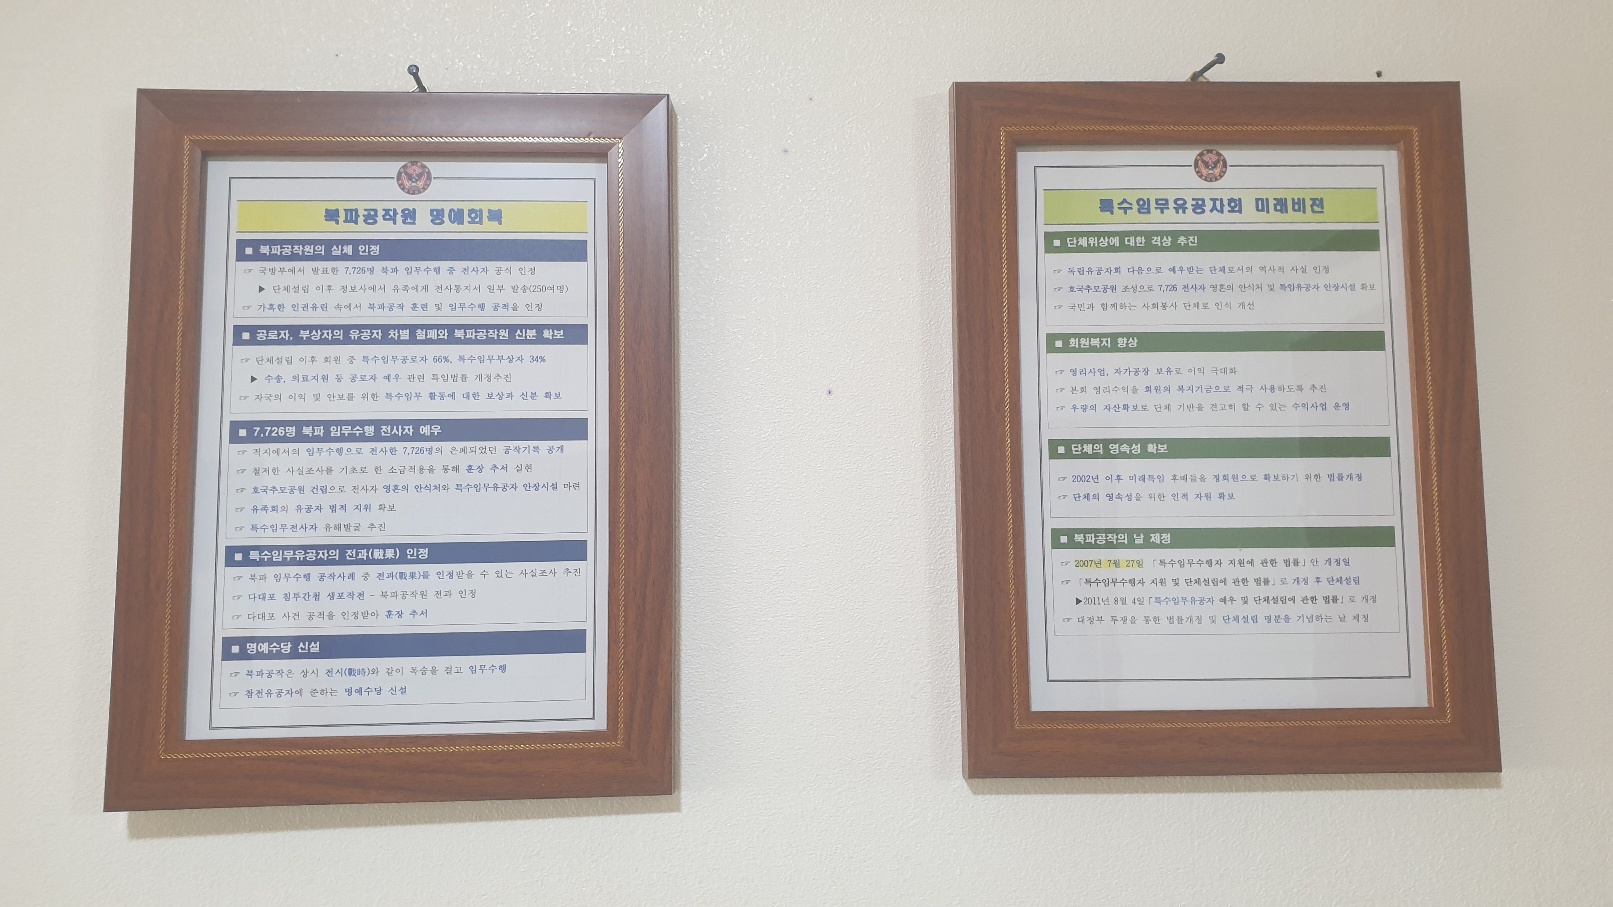 북파공작원 명예회복
■ 북파공작원의 실체 인정
☞ 국방부에서 발표한 7,726명 북파 임무수행 중 전사자 공식 인정
▶ 단체설립 이후 정보사에서 유족에게 전사통지서 일부 발송(250여명)
☞ 가혹한 인권유린 속에서 북파공작 훈련 및 임무수행 공적을 인정
■ 공로자, 부상자의 유공자 차별 철폐와 북파공작원 신분 확보
☞ 단체설립 이후 회원 중 특수임무공로자 66%, 특수임무부상자 34%
▶ 수송, 의료지원 등 공로자 예우 관련 특임법률 개정추진
☞ 자국의 이익 및 안보를 위한 특수임무 활동에 대한 보상과 신분 확보
■ 7,726명 북파 임무수행 전사자 예우
☞ 적지에서의 임무수행으로 전사한 7,726명의 은폐되었던 공작기록 공개
☞ 철저한 사실조사를 기초로 한 소급적용을 통해 훈장 추서 실현
☞ 호국추모공원 건립으로 전사자 영혼의 안식처와 특수임무유공자 안장시설 마련
☞ 유족회의 유공자 법적 지위 확보
☞ 특수임무전사자 유해발굴 추진
■ 특수임무유공자의 전과(戰果) 인정
☞ 북파 임무수행 공작사례 중 전과(戰果)를 인정받을 수 있는 사실조사 추진
☞ 다대포 침투간첩 생포작전 - 북파공작원 전과 인정
☞ 다대포 사건 공적을 인정받아 훈장 추서
■ 명예수당 신설
☞ 북파공작은 상시 전시(戰時)와 같이 목숨을 걸고 임무수행
☞ 참전유공자에 준하는 명예수당 신설
특수임무유공자회 미래비젼
■ 단체위상에 대한 격상 추진
☞ 독립유공자회 다음으로 예우받는 단체로서의 역사적 사실 인정
☞ 호국추모공원 조성으로 7,726 전사자 영혼의 안식처 및 특임유공자 안장시설 확보
☞ 국민과 함께하는 사회봉사 단체로 인식 개선
■ 회원복지 향상
☞ 영리사업, 자가공장 보유로 이익 극대화
☞ 본회 영리수익을 회원의 복지기금으로 적극 사용하도록 추진
☞ 우량의 자산확보로 단체 기반을 견고히 할 수 있는 수익사업 운영
■ 단체의 영속성 확보
☞ 2002년 이후 미래특임 후배들을 정회원으로 확보하기 위한 법률개정
☞ 단체의 영속성을 위한 인적 자원 확보
■ 북파공작의 날 제정
☞ 2007년 7월 27일 「특수임무수행자 지원에 관한 법률」안 개정일
☞ 「특수임무수행자 지원 및 단체설립에 관한 법률」로 개정 후 단체설립
▶2011년 8월 4일「특수임무유공자 예우 및 단체설립에 관한 법률」로 개정
☞ 대정부 투쟁을 통한 법률개정 및 단체설립 명분을 기념하는 날 제정